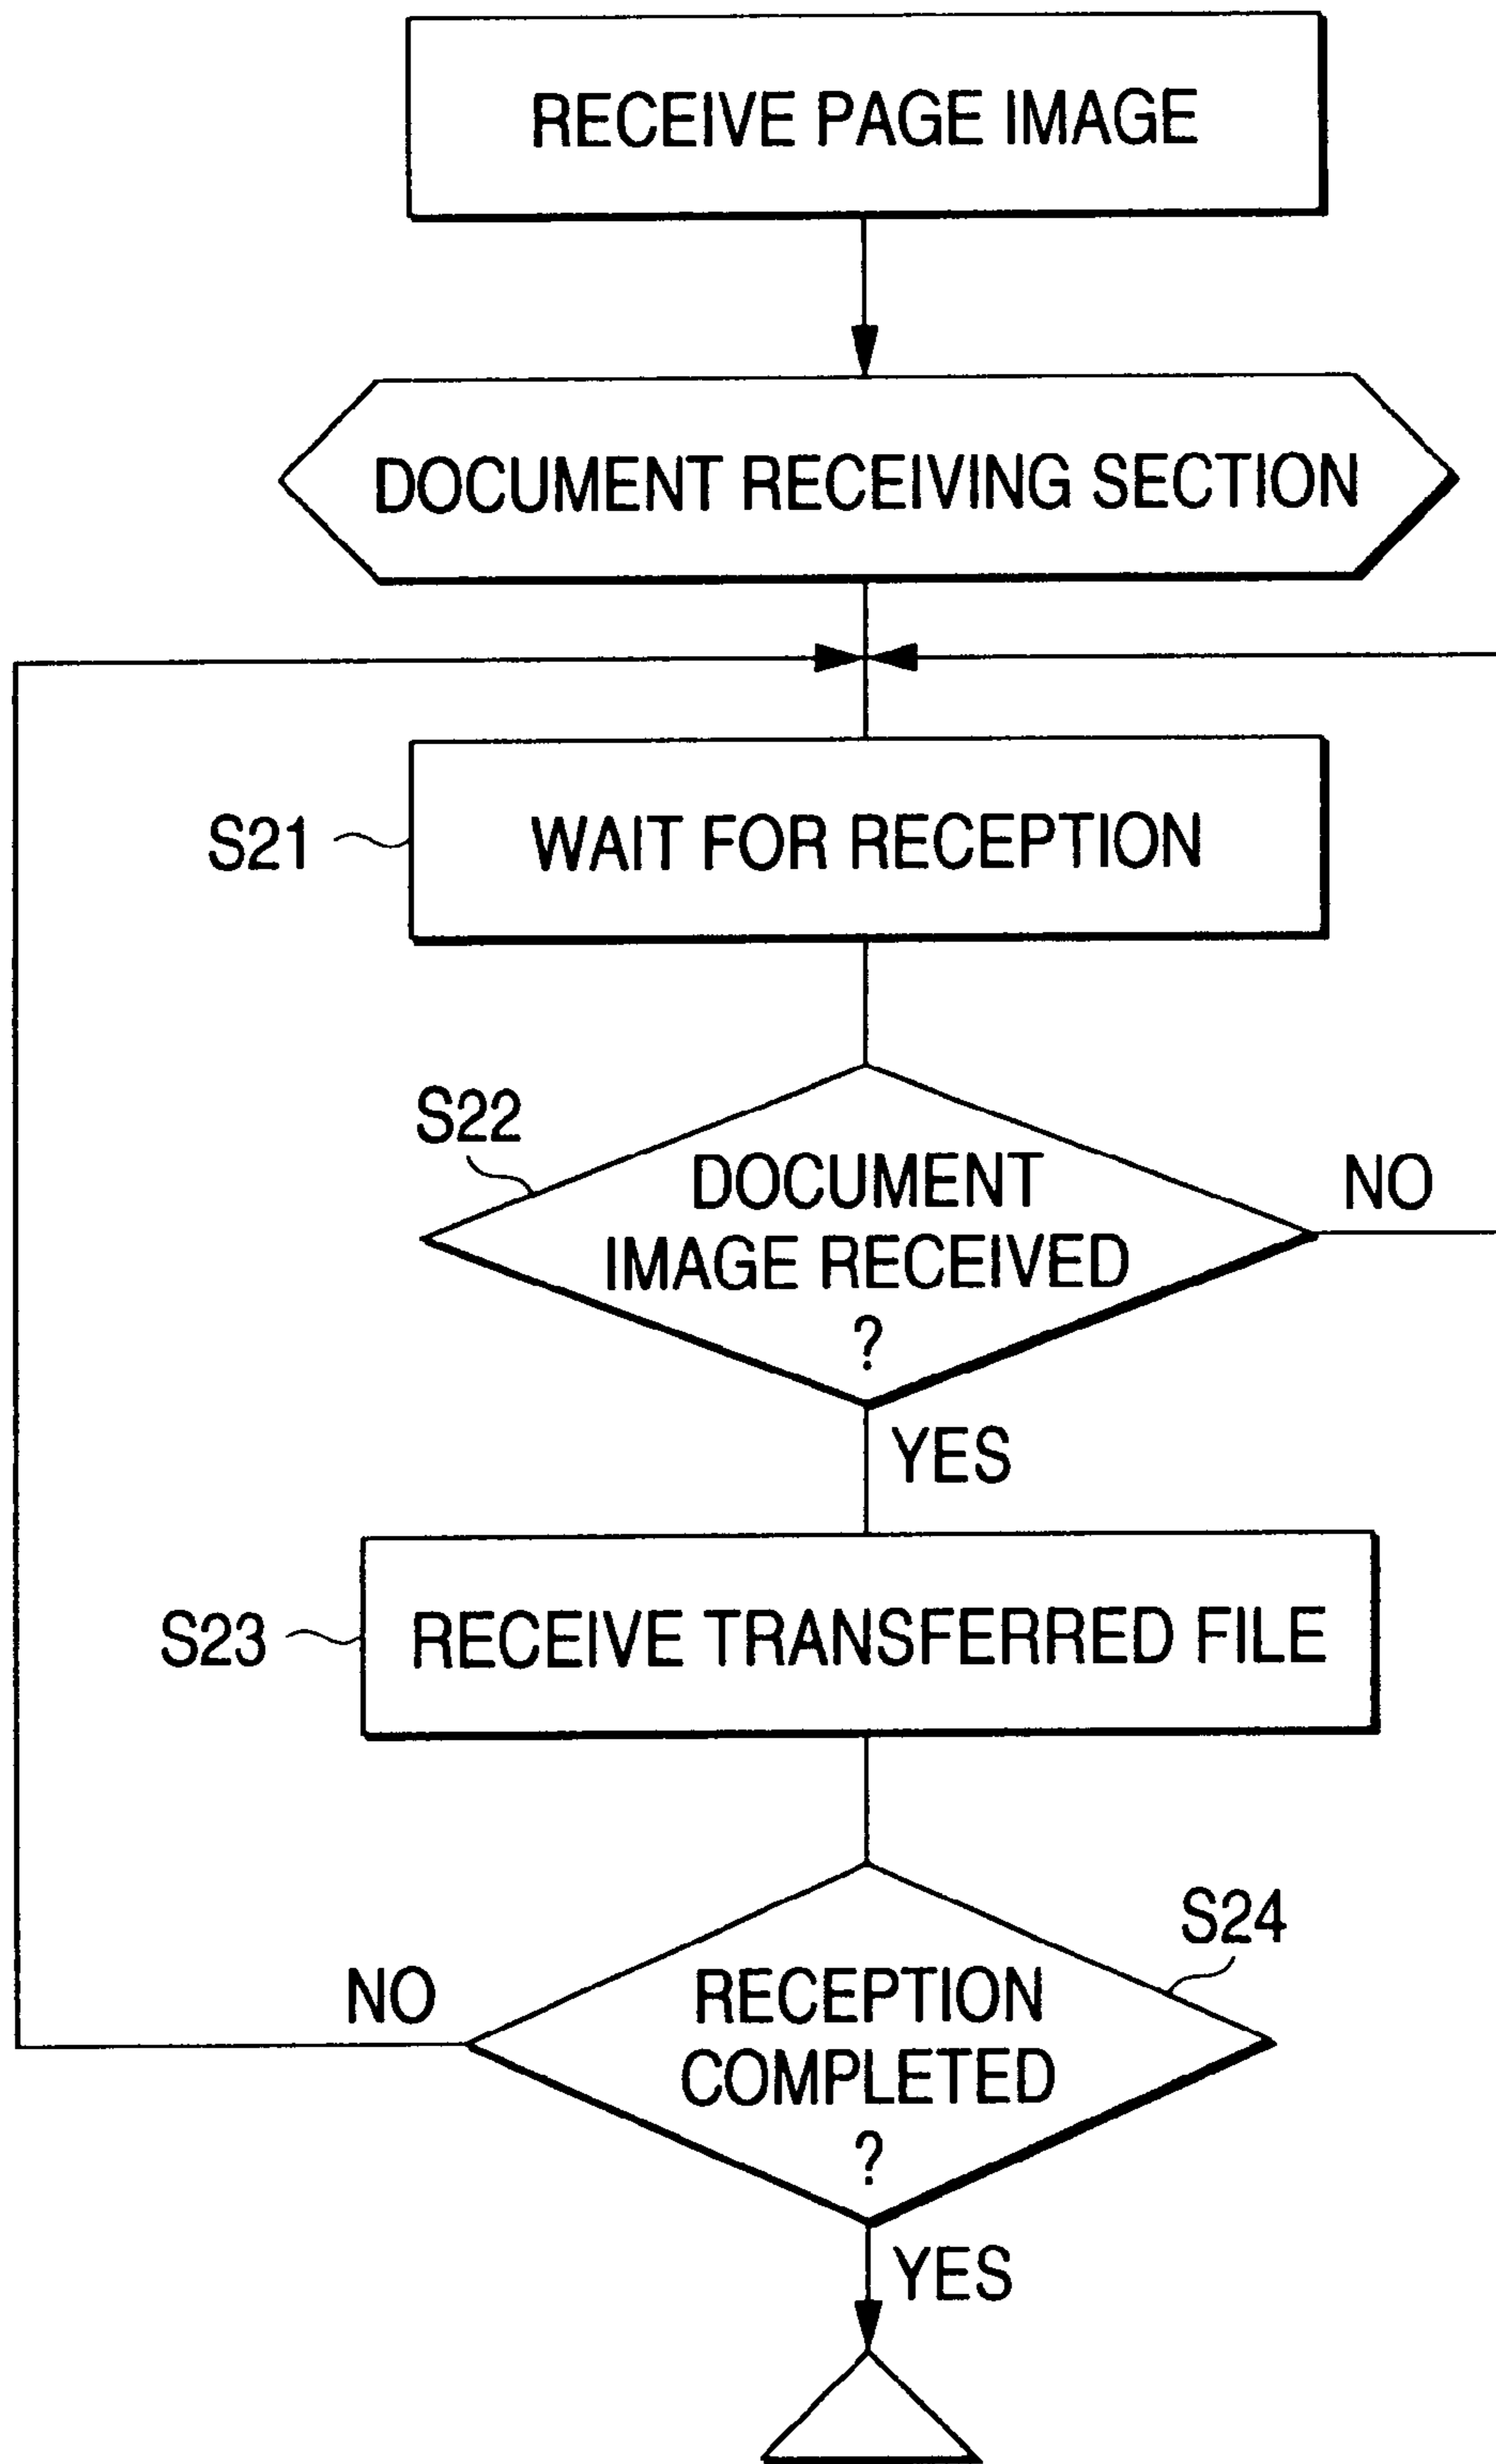 RECEIVE PAGE IMAGE
DOCUMENT RECEIVING SECTION
S21
WAIT FOR RECEPTION
S22
DOCUMENT
IMAGE RECEIVED
?
NO
YES
S23
RECEIVE TRANSFERRED FILE
S24
NO
RECEPTION
COMPLETED
?
YES